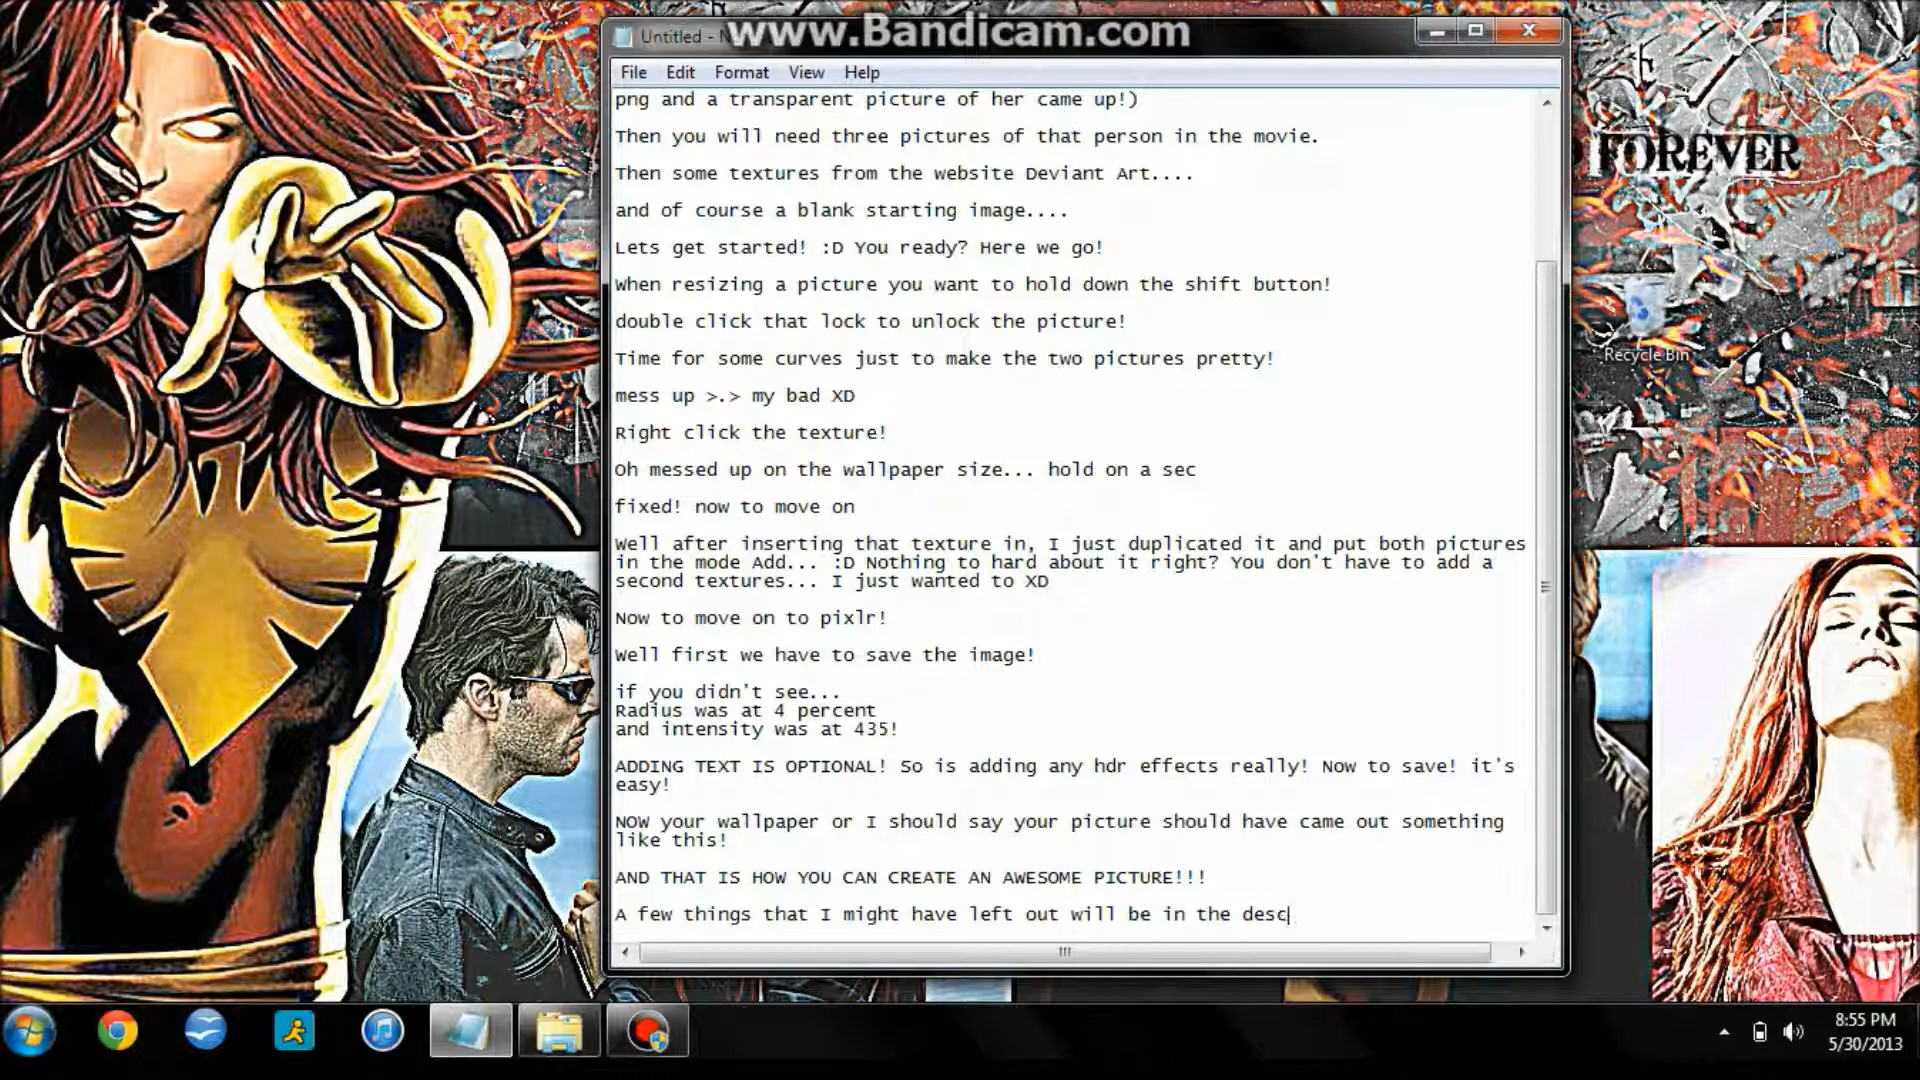 www.Bandicam.com
Untitled - N
File Edit Format View Help
png and a transparent picture of her came up!)
Then you will need three pictures of that person in the movie.
Then some textures from the website Deviant Art....
and of course a blank starting image....
Lets get started! :D You ready? Here we go!
When resizing a picture you want to hold down the shift button!
double click that lock to unlock the picture!
Time for some curves just to make the two pictures pretty!
mess up >.> my bad XD
Right click the texture!
Oh messed up on the wallpaper size... hold on a sec
fixed! now to move on
Well after inserting that texture in, I just duplicated it and put both pictures
in the mode Add... :D Nothing to hard about it right? You don't have to add a
second textures... I just wanted to XD
Now to move on to pixlr!
Well first we have to save the image!
if you didn't see...
Radius was at 4 percent
and intensity was at 435!
ADDING TEXT IS OPTIONAL! So is adding any hdr effects really! Now to save! it's
easy!
NOW your wallpaper or I should say your picture should have came out something
like this!
AND THAT IS HOW YOU CAN CREATE AN AWESOME PICTURE!!!
A few things that I might have left out will be in the desc
FOREVER
Recycle Bin
8:55 PM
5/30/2013